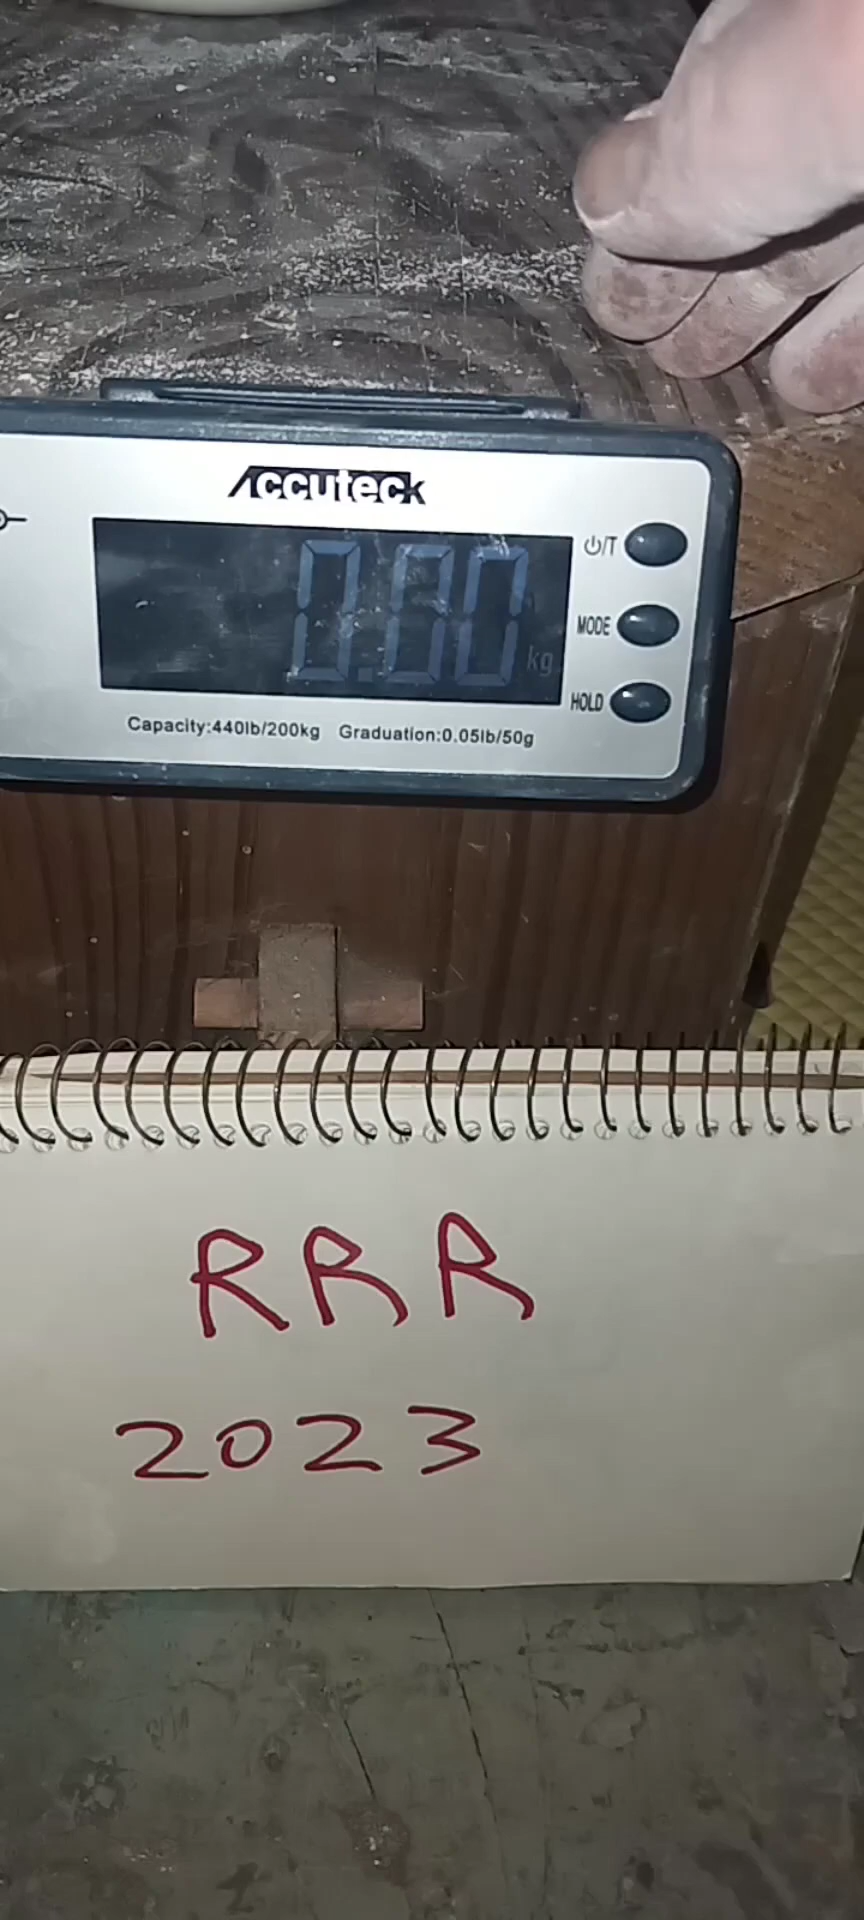 Accuteck
⏻/T
0.00 kg
MODE
HOLD
Capacity:440lb/200kg Graduation:0.05lb/50g
RRR
2023